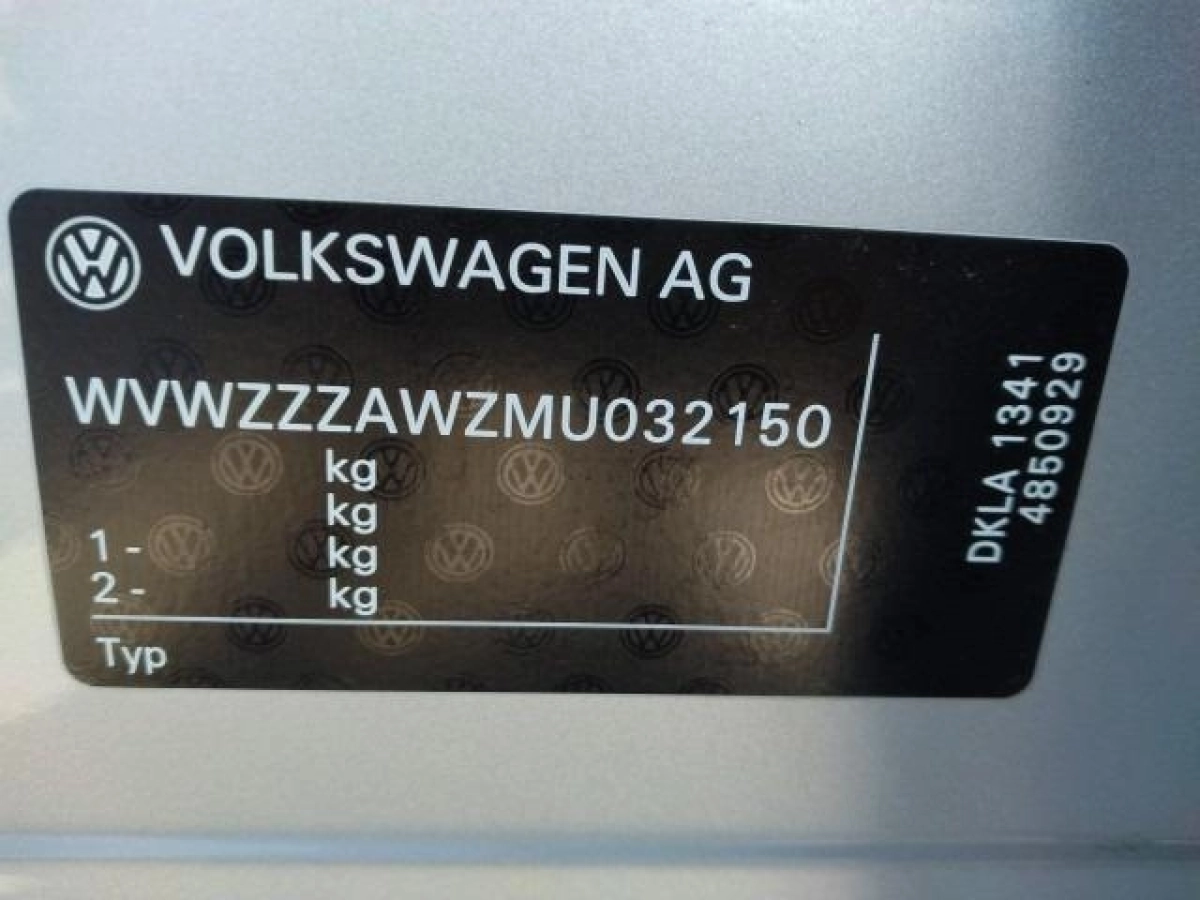 VOLKSWAGEN AG
WVWZZZAWZMU032150
kg
kg
1 - kg
2 - kg
Typ
DKLA 1341
4850929